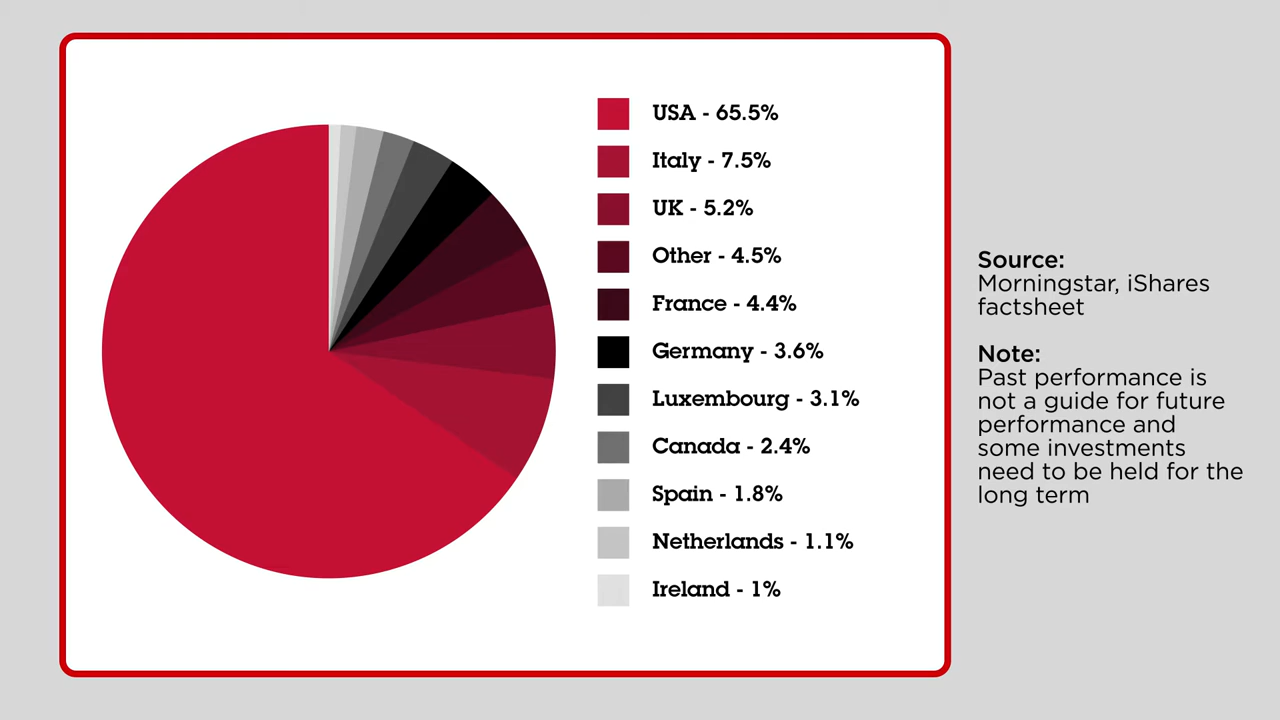 USA - 65.5%
Italy - 7.5%
UK - 5.2%
Other - 4.5%
France - 4.4%
Germany - 3.6%
Luxembourg - 3.1%
Canada - 2.4%
Spain - 1.8%
Netherlands - 1.1%
Ireland - 1%
Source:
Morningstar, iShares
factsheet
Note:
Past performance is
not a guide for future
performance and
some investments
need to be held for the
long term